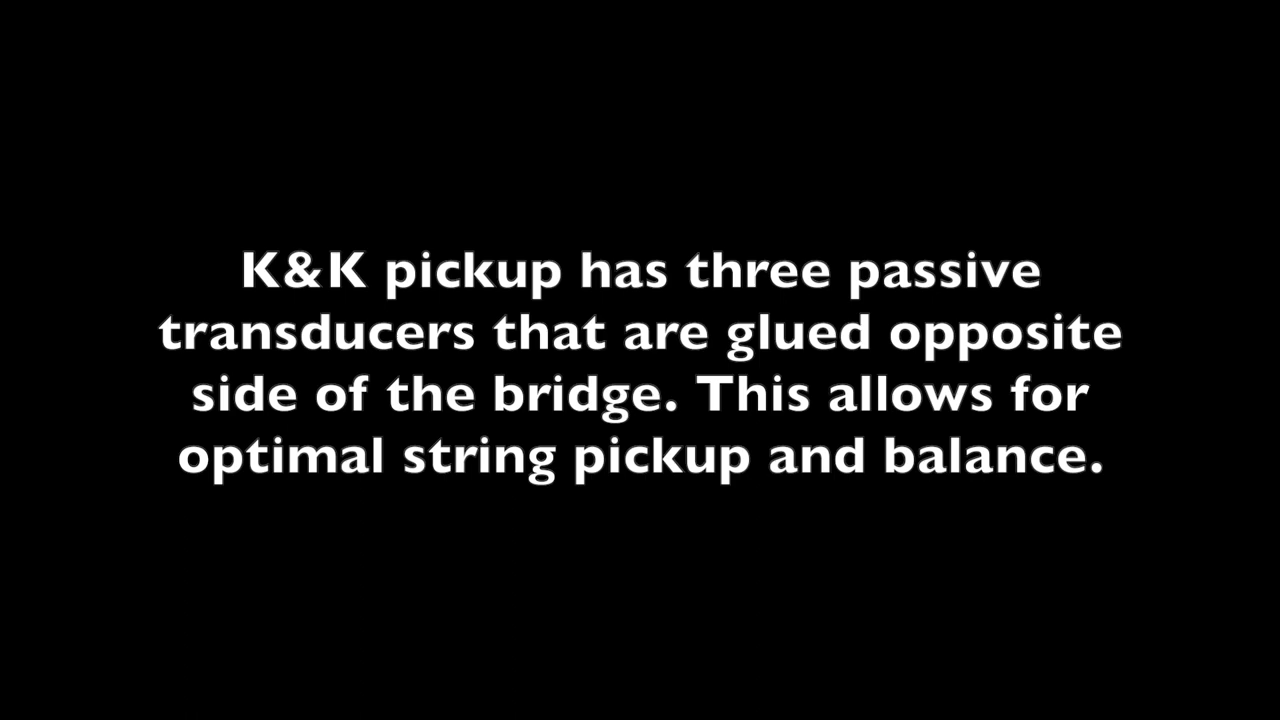 K&K pickup has three passive
transducers that are glued opposite
side of the bridge. This allows for
optimal string pickup and balance.